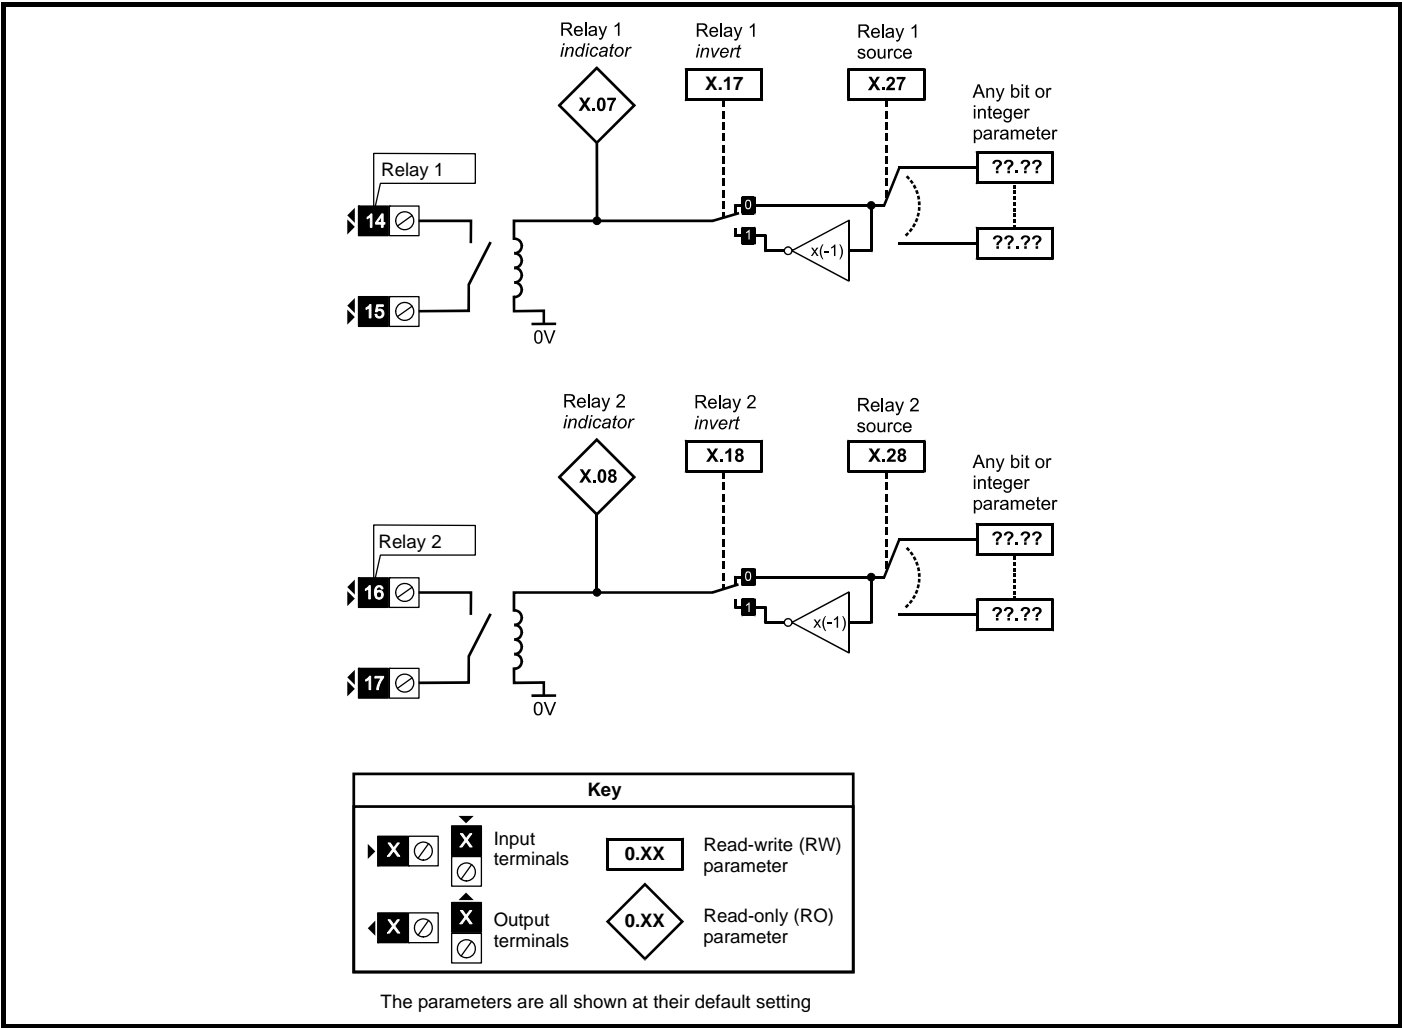 Relay 1
indicator
Relay 1
invert
Relay 1
source
X.07
X.17
X.27
Any bit or
integer
parameter
??.??
??.??
Relay 1
14
15
0
1
x(-1)
0V
Relay 2
indicator
Relay 2
invert
Relay 2
source
X.08
X.18
X.28
Any bit or
integer
parameter
??.??
??.??
Relay 2
16
17
0
1
x(-1)
0V
Key
X
X
Input
terminals
0.XX
Read-write (RW)
parameter
X
X
Output
terminals
0.XX
Read-only (RO)
parameter
The parameters are all shown at their default setting